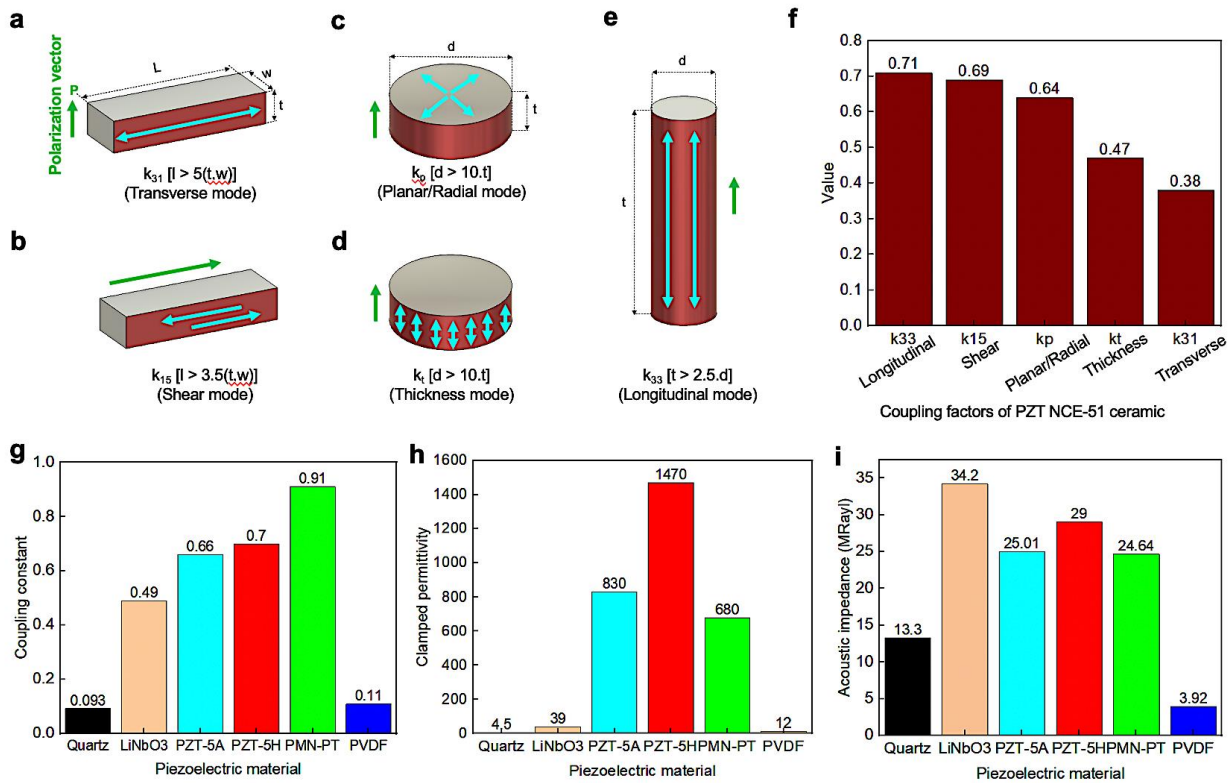 a
Polarization vector
P
L
w
t
k31 [l > 5(t,w)]
(Transverse mode)
b
k15 [l > 3.5(t,w)]
(Shear mode)
c
d
t
kp [d > 10.t]
(Planar/Radial mode)
d
kt [d > 10.t]
(Thickness mode)
e
d
t
k33 [t > 2.5.d]
(Longitudinal mode)
f
Value
0.8
0.7
0.6
0.5
0.4
0.3
0.2
0.1
0.0
0.71
0.69
0.64
0.47
0.38
k33
Longitudinal
k15
Shear
kp
Planar/Radial
kt
Thickness
k31
Transverse
Coupling factors of PZT NCE-51 ceramic
g
Coupling constant
1.0
0.8
0.6
0.4
0.2
0.0
0.093
0.49
0.66
0.7
0.91
0.11
Quartz LiNbO3 PZT-5A PZT-5H PMN-PT PVDF
Piezoelectric material
h
Clamped permittivity
1600
1400
1200
1000
800
600
400
200
0
4.5
39
830
1470
680
12
Quartz LiNbO3 PZT-5A PZT-5H PMN-PT PVDF
Piezoelectric material
i
Acoustic impedance (MRayl)
35
30
25
20
15
10
5
0
13.3
34.2
25.01
29
24.64
3.92
Quartz LiNbO3 PZT-5A PZT-5H PMN-PT PVDF
Piezoelectric material